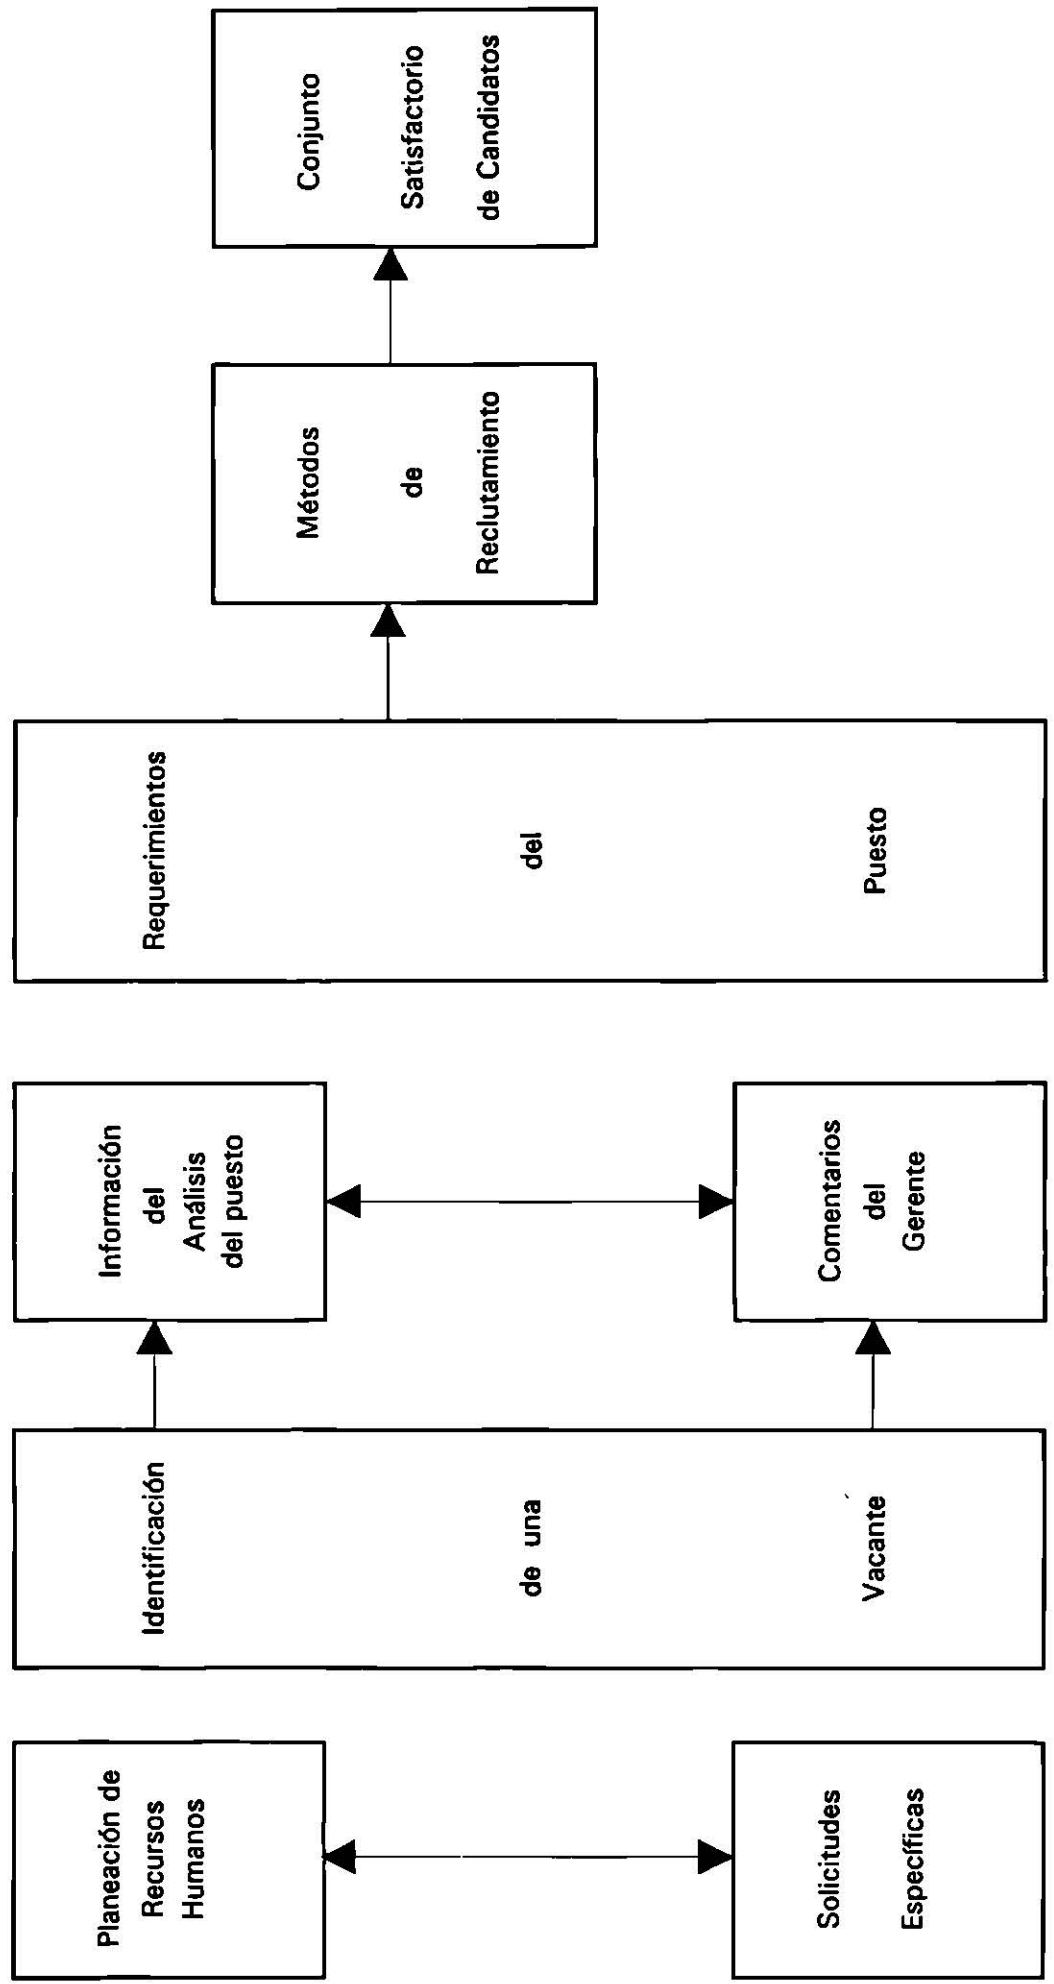 Planeación de
Recursos
Humanos
Solicitudes
Específicas
Identificación
de una
Vacante
Información
del
Análisis
del puesto
Comentarios
del
Gerente
Requerimientos
del
Puesto
Métodos
de
Reclutamiento
Conjunto
Satisfactorio
de Candidatos